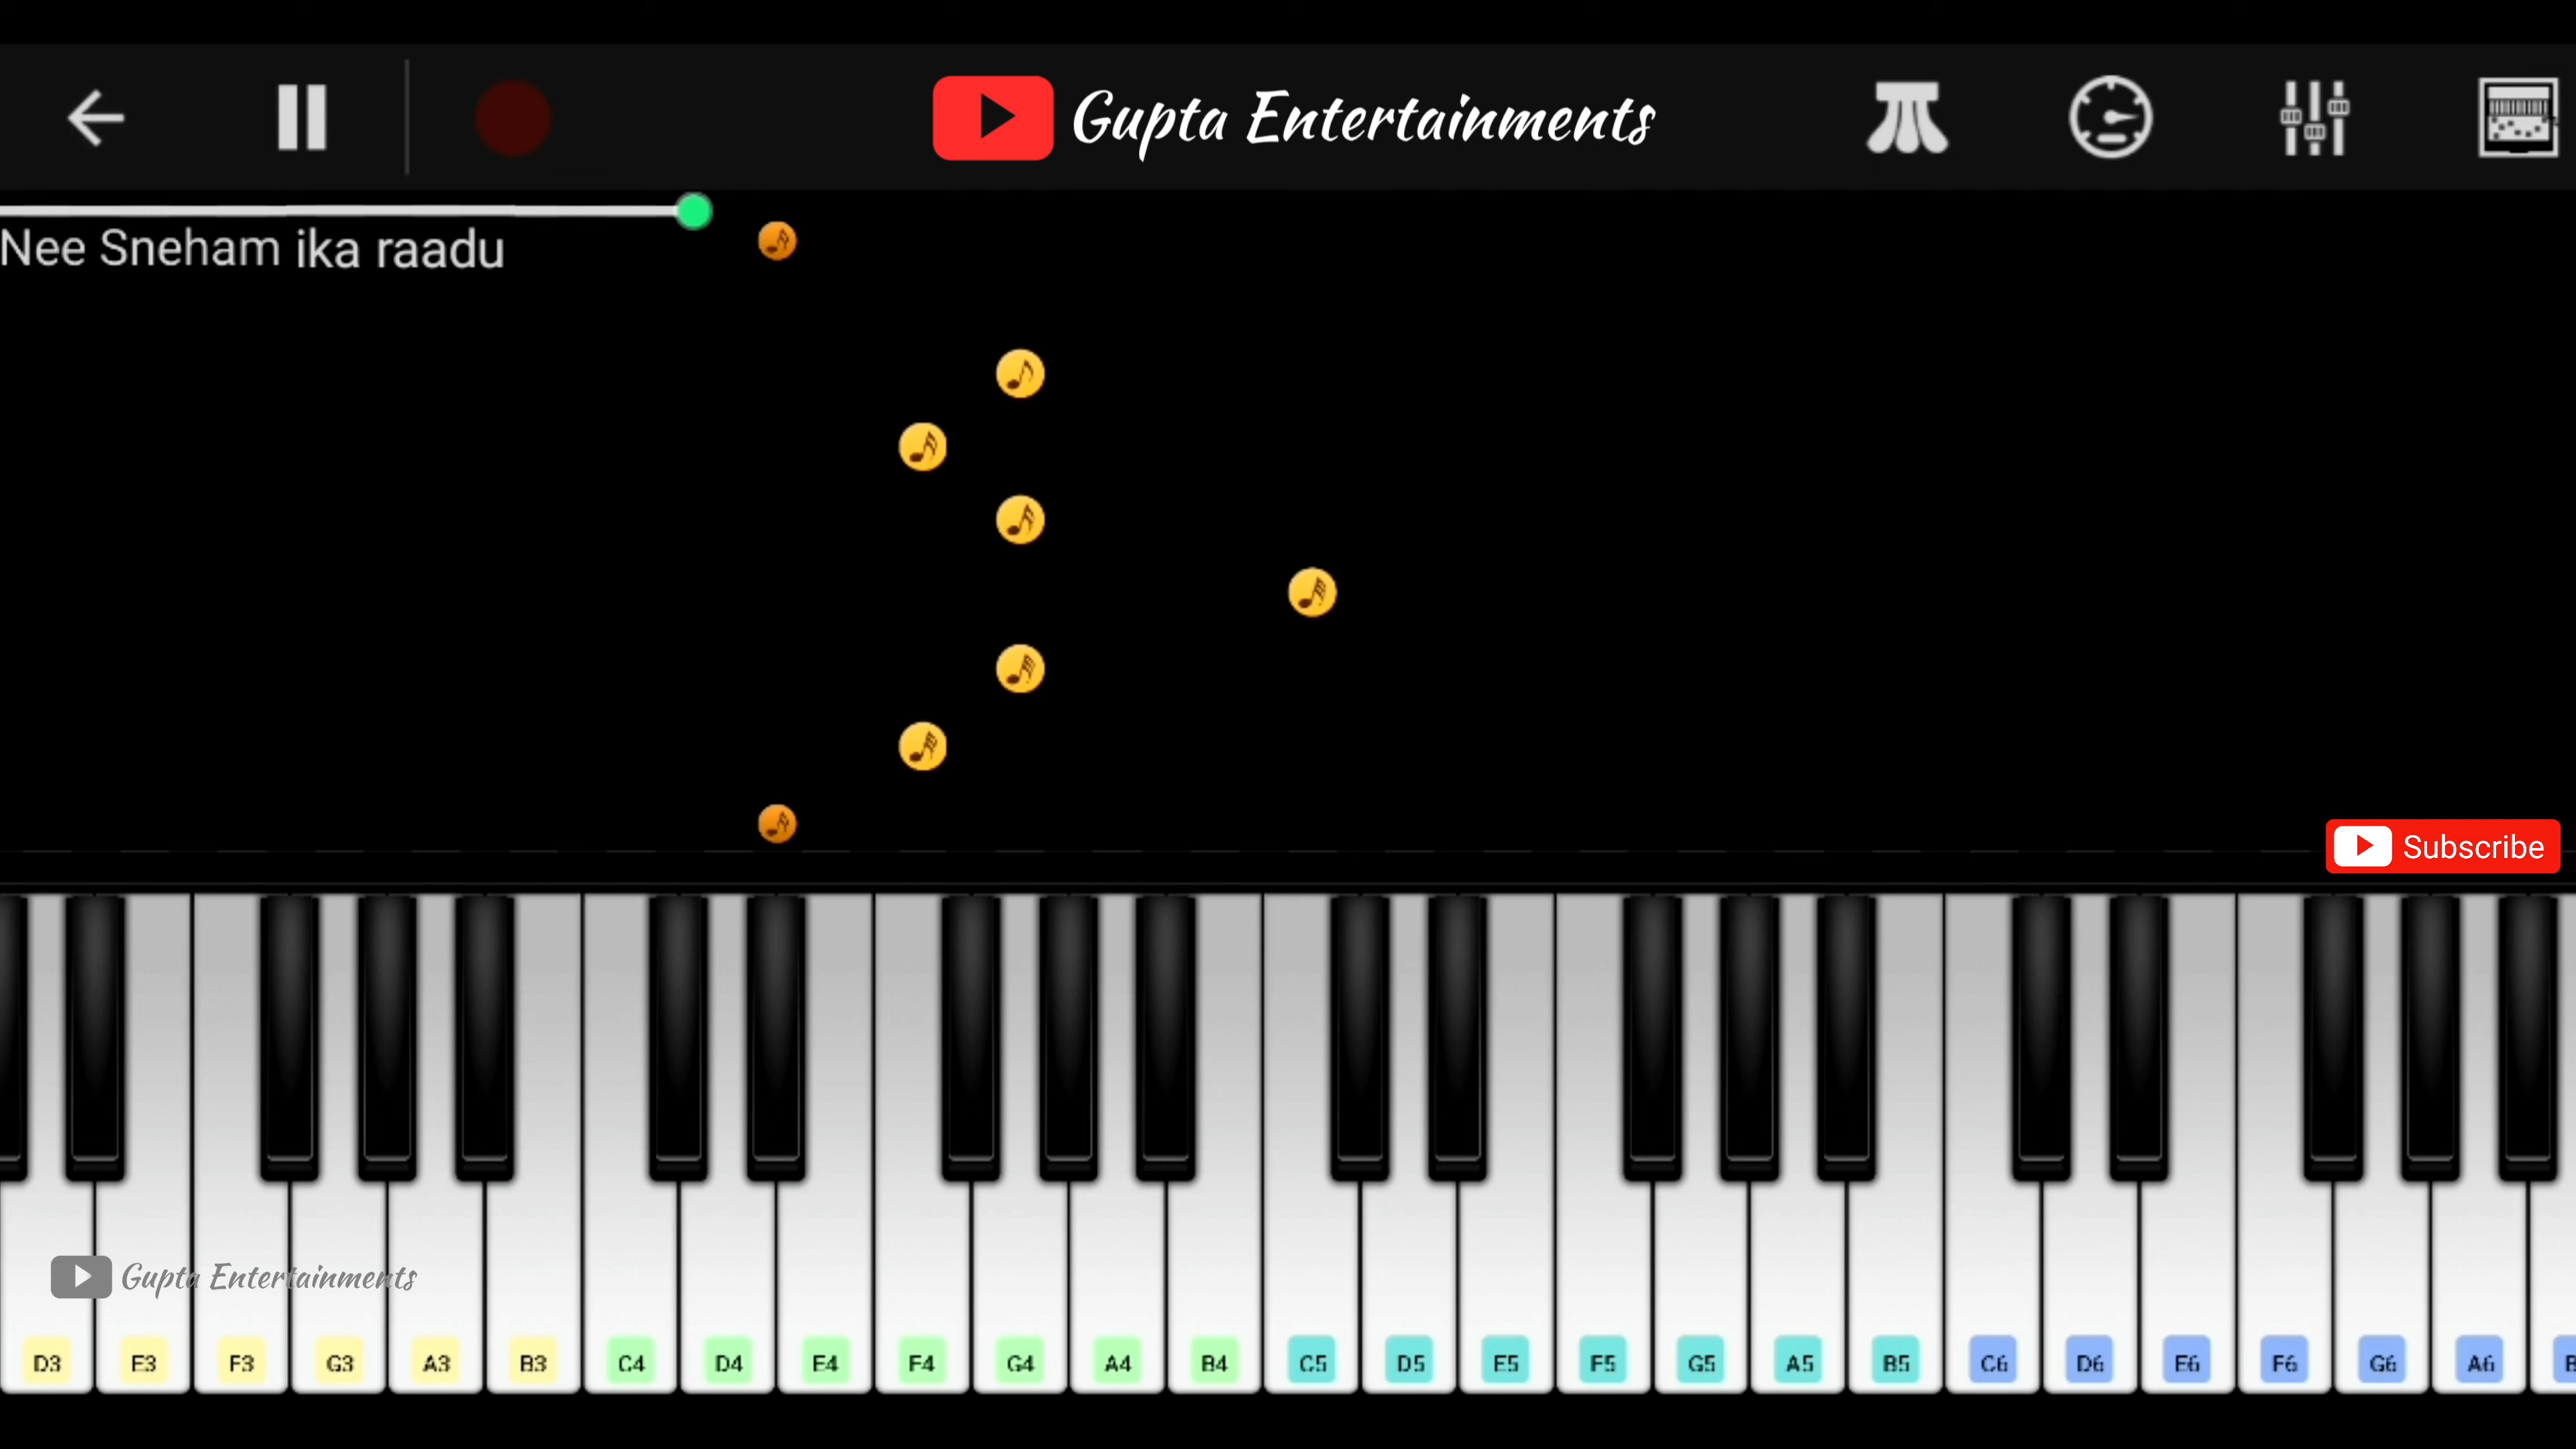 Gupta Entertainments
Nee Sneham ika raadu
Subscribe
Gupta Entertainments
D3 E3 F3 G3 A3 B3 C4 D4 E4 F4 G4 A4 B4 C5 D5 E5 F5 G5 A5 B5 C6 D6 E6 F6 G6 A6 B